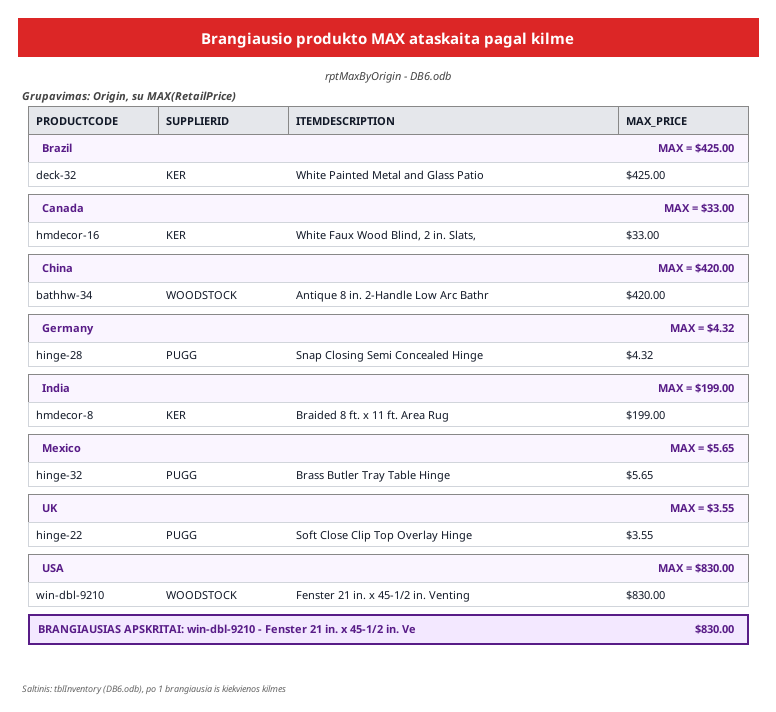 Brangiausio produkto MAX ataskaita pagal kilme
rptMaxByOrigin - DB6.odb
Grupavimas: Origin, su MAX(RetailPrice)
PRODUCTCODE SUPPLIERID ITEMDESCRIPTION MAX_PRICE
Brazil MAX = $425.00
deck-32 KER White Painted Metal and Glass Patio $425.00
Canada MAX = $33.00
hmdecor-16 KER White Faux Wood Blind, 2 in. Slats, $33.00
China MAX = $420.00
bathhw-34 WOODSTOCK Antique 8 in. 2-Handle Low Arc Bathr $420.00
Germany MAX = $4.32
hinge-28 PUGG Snap Closing Semi Concealed Hinge $4.32
India MAX = $199.00
hmdecor-8 KER Braided 8 ft. x 11 ft. Area Rug $199.00
Mexico MAX = $5.65
hinge-32 PUGG Brass Butler Tray Table Hinge $5.65
UK MAX = $3.55
hinge-22 PUGG Soft Close Clip Top Overlay Hinge $3.55
USA MAX = $830.00
win-dbl-9210 WOODSTOCK Fenster 21 in. x 45-1/2 in. Venting $830.00
BRANGIAUSIAS APSKRITAI: win-dbl-9210 - Fenster 21 in. x 45-1/2 in. Ve $830.00
Saltinis: tblInventory (DB6.odb), po 1 brangiausia is kiekvienos kilmes